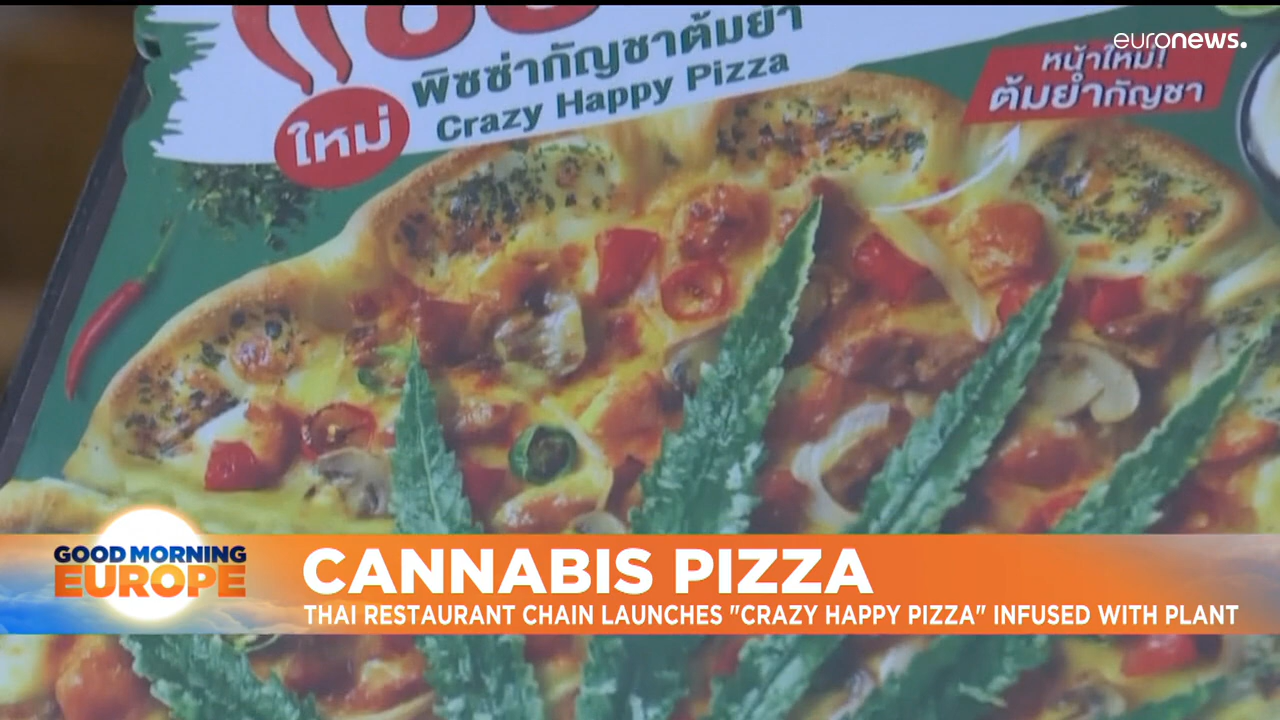 euronews.
พิซซ่ากัญชาต้มยำ
Crazy Happy Pizza
ใหม่
หน้าใหม่!
ต้มยำกัญชา
GOOD MORNING
EUROPE
CANNABIS PIZZA
THAI RESTAURANT CHAIN LAUNCHES "CRAZY HAPPY PIZZA" INFUSED WITH PLANT